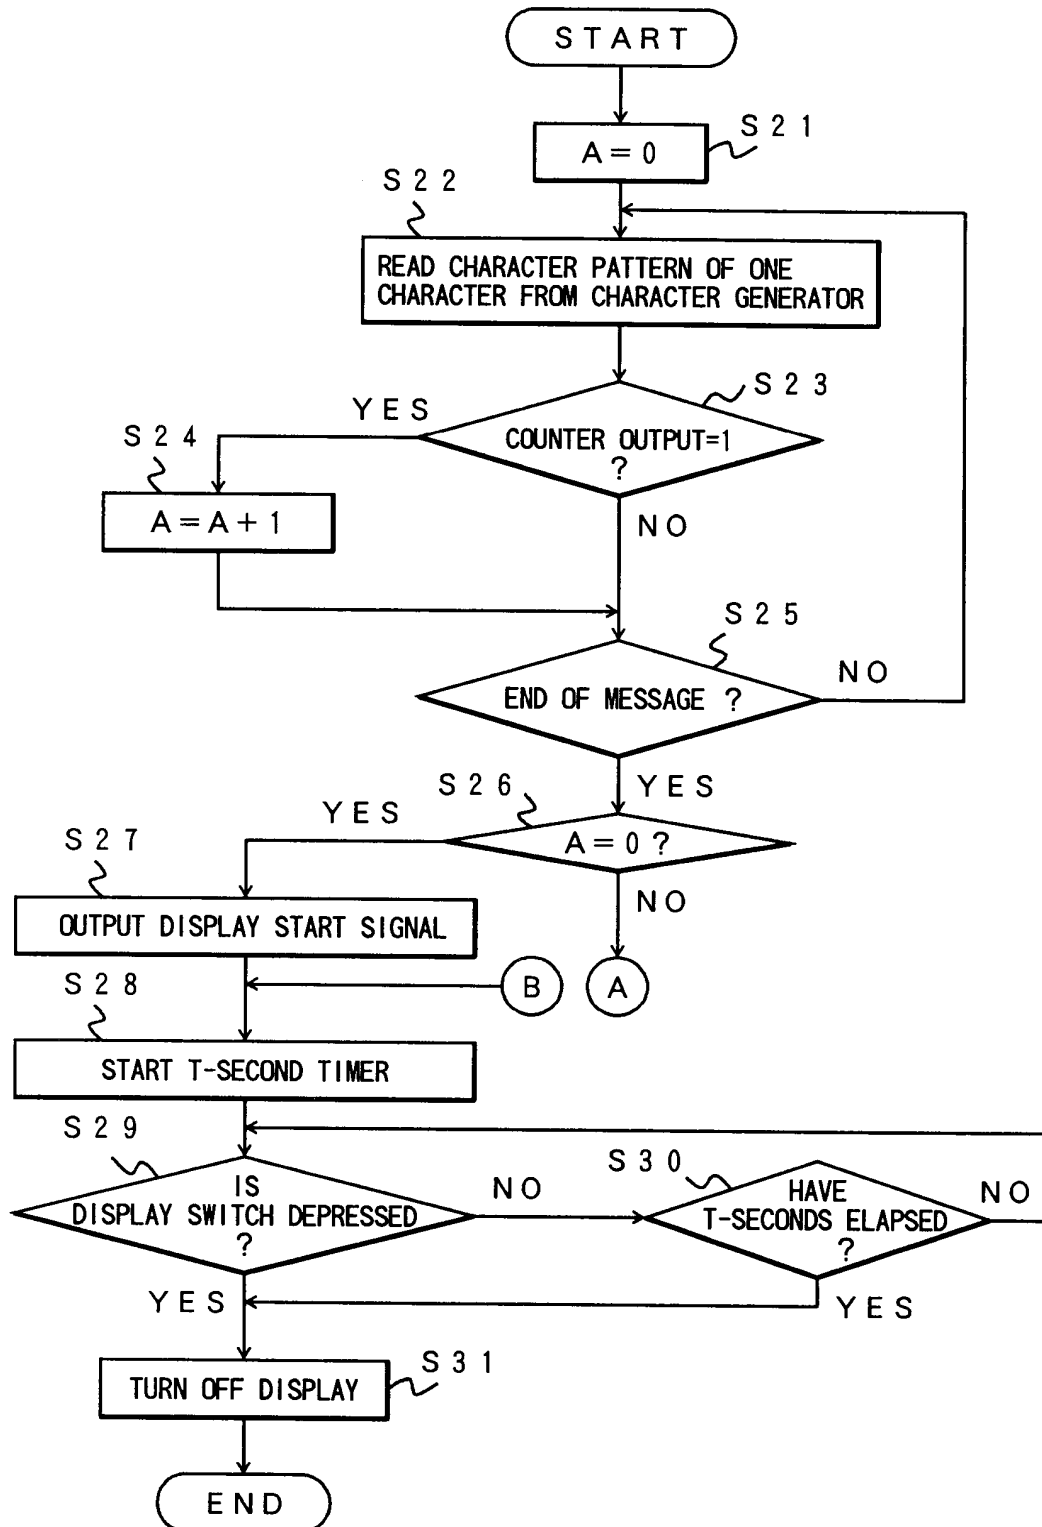 START
S21
A=0
S22
READ CHARACTER PATTERN OF ONE
CHARACTER FROM CHARACTER GENERATOR
S23
YES
COUNTER OUTPUT=1
?
S24
A=A+1
NO
S25
END OF MESSAGE ?
NO
YES
S26
YES
A=0?
S27
NO
OUTPUT DISPLAY START SIGNAL
B
A
S28
START T-SECOND TIMER
S29
IS
DISPLAY SWITCH DEPRESSED
?
NO
S30
HAVE
T-SECONDS ELAPSED
?
NO
YES
YES
S31
TURN OFF DISPLAY
END